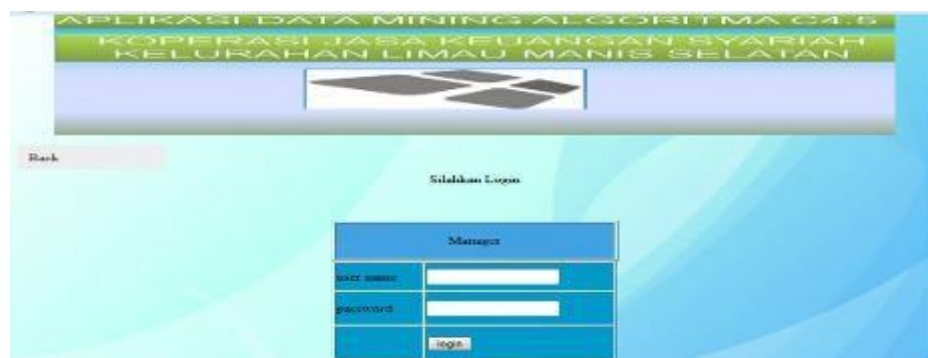 APLIKASI DATA MINING ALGORITMA C4.5
KOPERASI JASA KEUANGAN SYARIAH
KELURAHAN LIMAU MANIS SELATAN
Back
Silahkan Login
Manager
user name
password
login